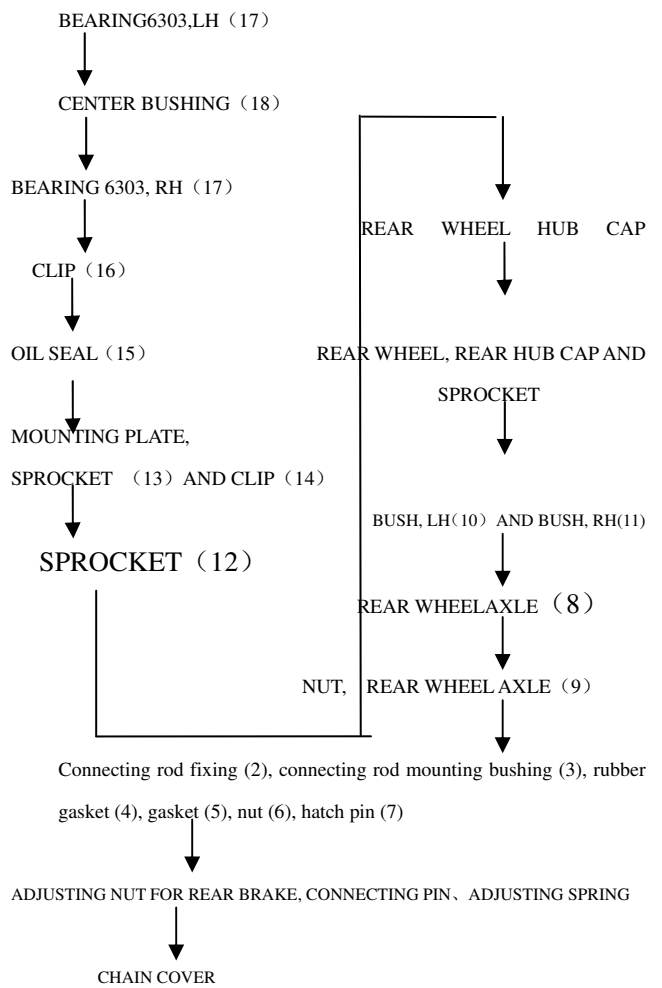 BEARING6303,LH（17）
CENTER BUSHING（18）
BEARING 6303, RH（17）
CLIP（16）
OIL SEAL（15）
MOUNTING PLATE,
SPROCKET （13）AND CLIP（14）
SPROCKET（12）
REAR WHEEL HUB CAP
REAR WHEEL, REAR HUB CAP AND
SPROCKET
BUSH, LH（10）AND BUSH, RH(11)
REAR WHEELAXLE（8）
NUT, REAR WHEEL AXLE（9）
Connecting rod fixing (2), connecting rod mounting bushing (3), rubber
gasket (4), gasket (5), nut (6), hatch pin (7)
ADJUSTING NUT FOR REAR BRAKE, CONNECTING PIN、ADJUSTING SPRING
CHAIN COVER